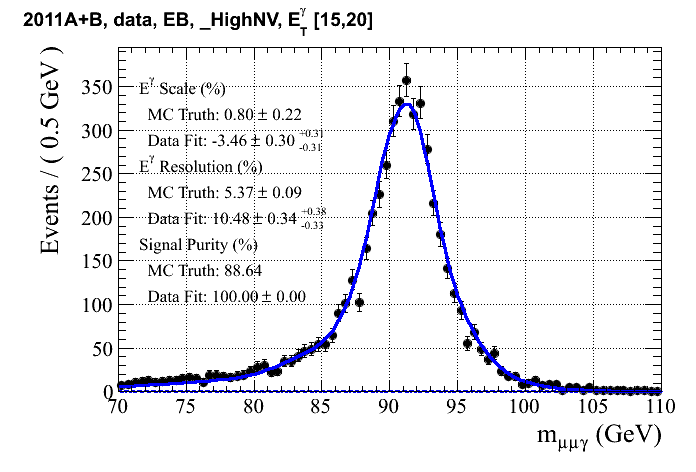 2011A+B, data, EB, _HighNV, E_T^γ [15,20]
Events / ( 0.5 GeV )
350
300
250
200
150
100
50
0
E^γ Scale (%)
MC Truth: 0.80 ± 0.22
Data Fit: -3.46 ± 0.30 +0.31 -0.31
E^γ Resolution (%)
MC Truth: 5.37 ± 0.09
Data Fit: 10.48 ± 0.34 +0.38 -0.33
Signal Purity (%)
MC Truth: 88.64
Data Fit: 100.00 ± 0.00
70 75 80 85 90 95 100 105 110
m_μμγ (GeV)